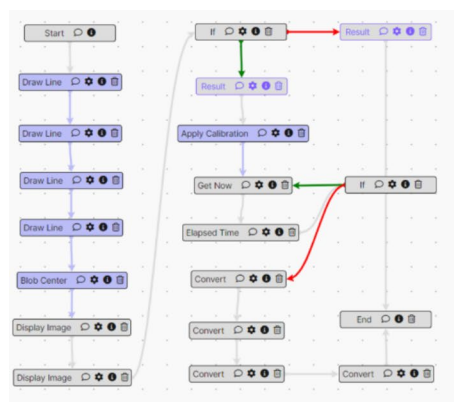 Start
Draw Line
Draw Line
Draw Line
Draw Line
Blob Center
Display Image
Display Image
If
Result
Result
Apply Calibration
Get Now
If
Elapsed Time
Convert
Convert
End
Convert
Convert